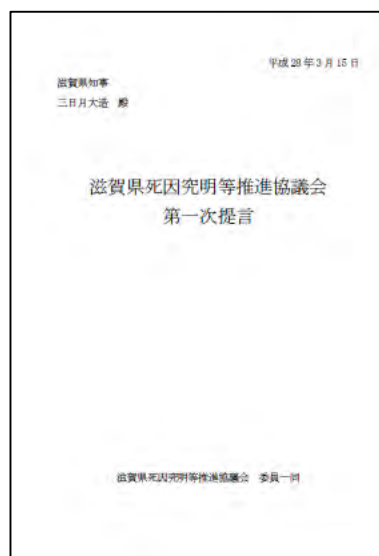 平成28年3月15日
滋賀県知事
三日月大造 殿
滋賀県死因究明等推進協議会
第一次提言
滋賀県死因究明等推進協議会 委員一同